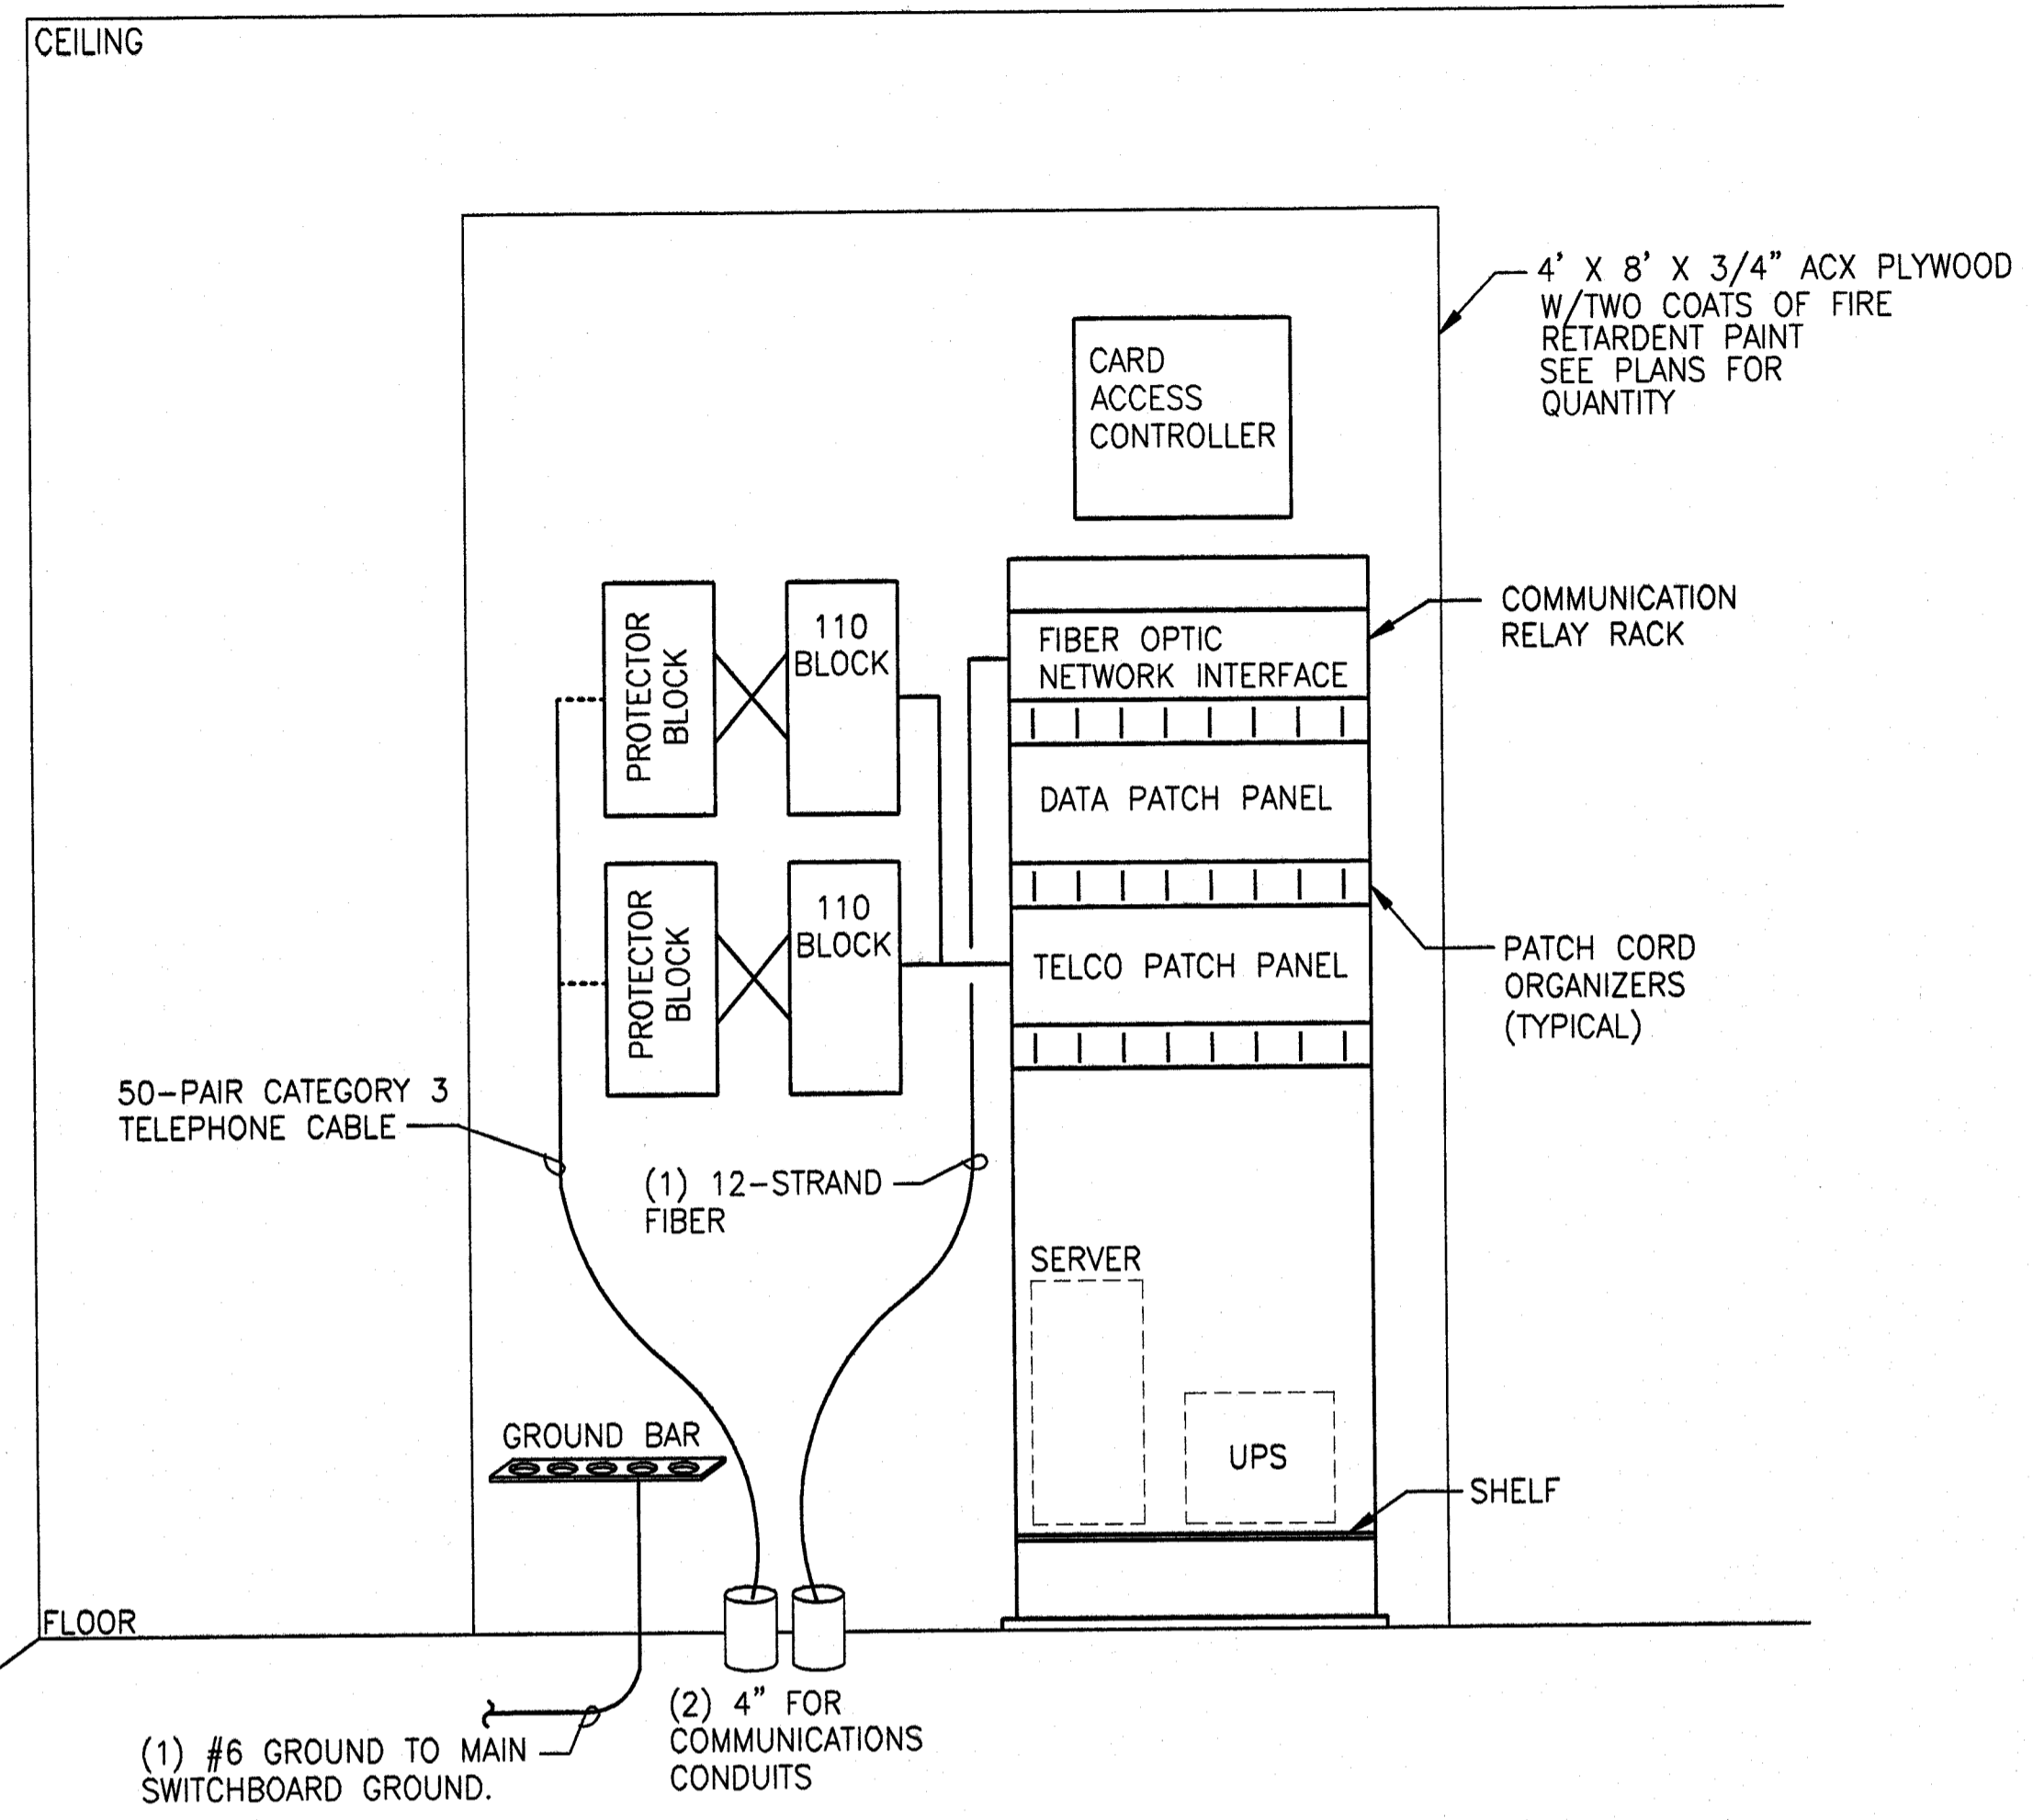 CEILING
4' X 8' X 3/4" ACX PLYWOOD
W/TWO COATS OF FIRE
RETARDENT PAINT
SEE PLANS FOR
QUANTITY
CARD
ACCESS
CONTROLLER
COMMUNICATION
RELAY RACK
PROTECTOR
BLOCK
110
BLOCK
FIBER OPTIC
NETWORK INTERFACE
DATA PATCH PANEL
PROTECTOR
BLOCK
110
BLOCK
TELCO PATCH PANEL
PATCH CORD
ORGANIZERS
(TYPICAL)
50-PAIR CATEGORY 3
TELEPHONE CABLE
(1) 12-STRAND
FIBER
SERVER
GROUND BAR
UPS
SHELF
FLOOR
(1) #6 GROUND TO MAIN
SWITCHBOARD GROUND.
(2) 4" FOR
COMMUNICATIONS
CONDUITS